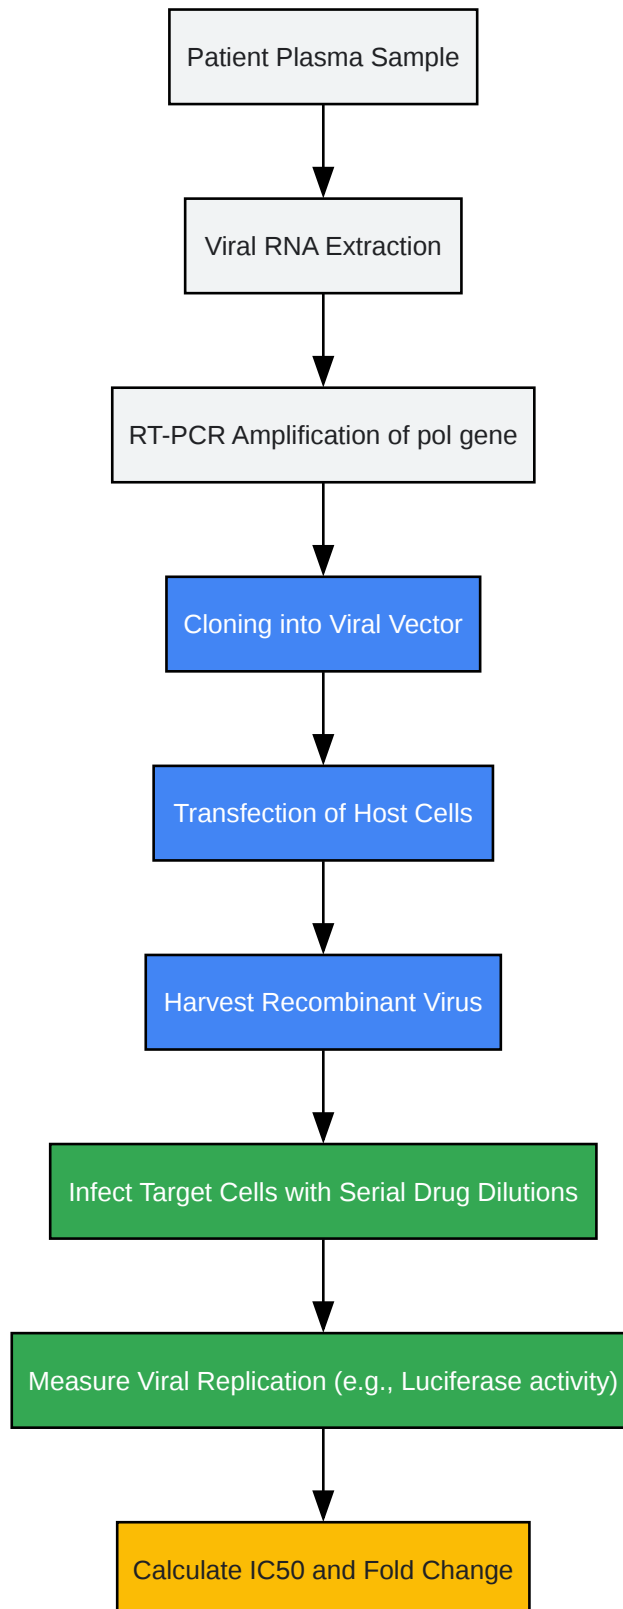 Patient Plasma Sample
Viral RNA Extraction
RT-PCR Amplification of pol gene
Cloning into Viral Vector
Transfection of Host Cells
Harvest Recombinant Virus
Infect Target Cells with Serial Drug Dilutions
Measure Viral Replication (e.g., Luciferase activity)
Calculate IC50 and Fold Change